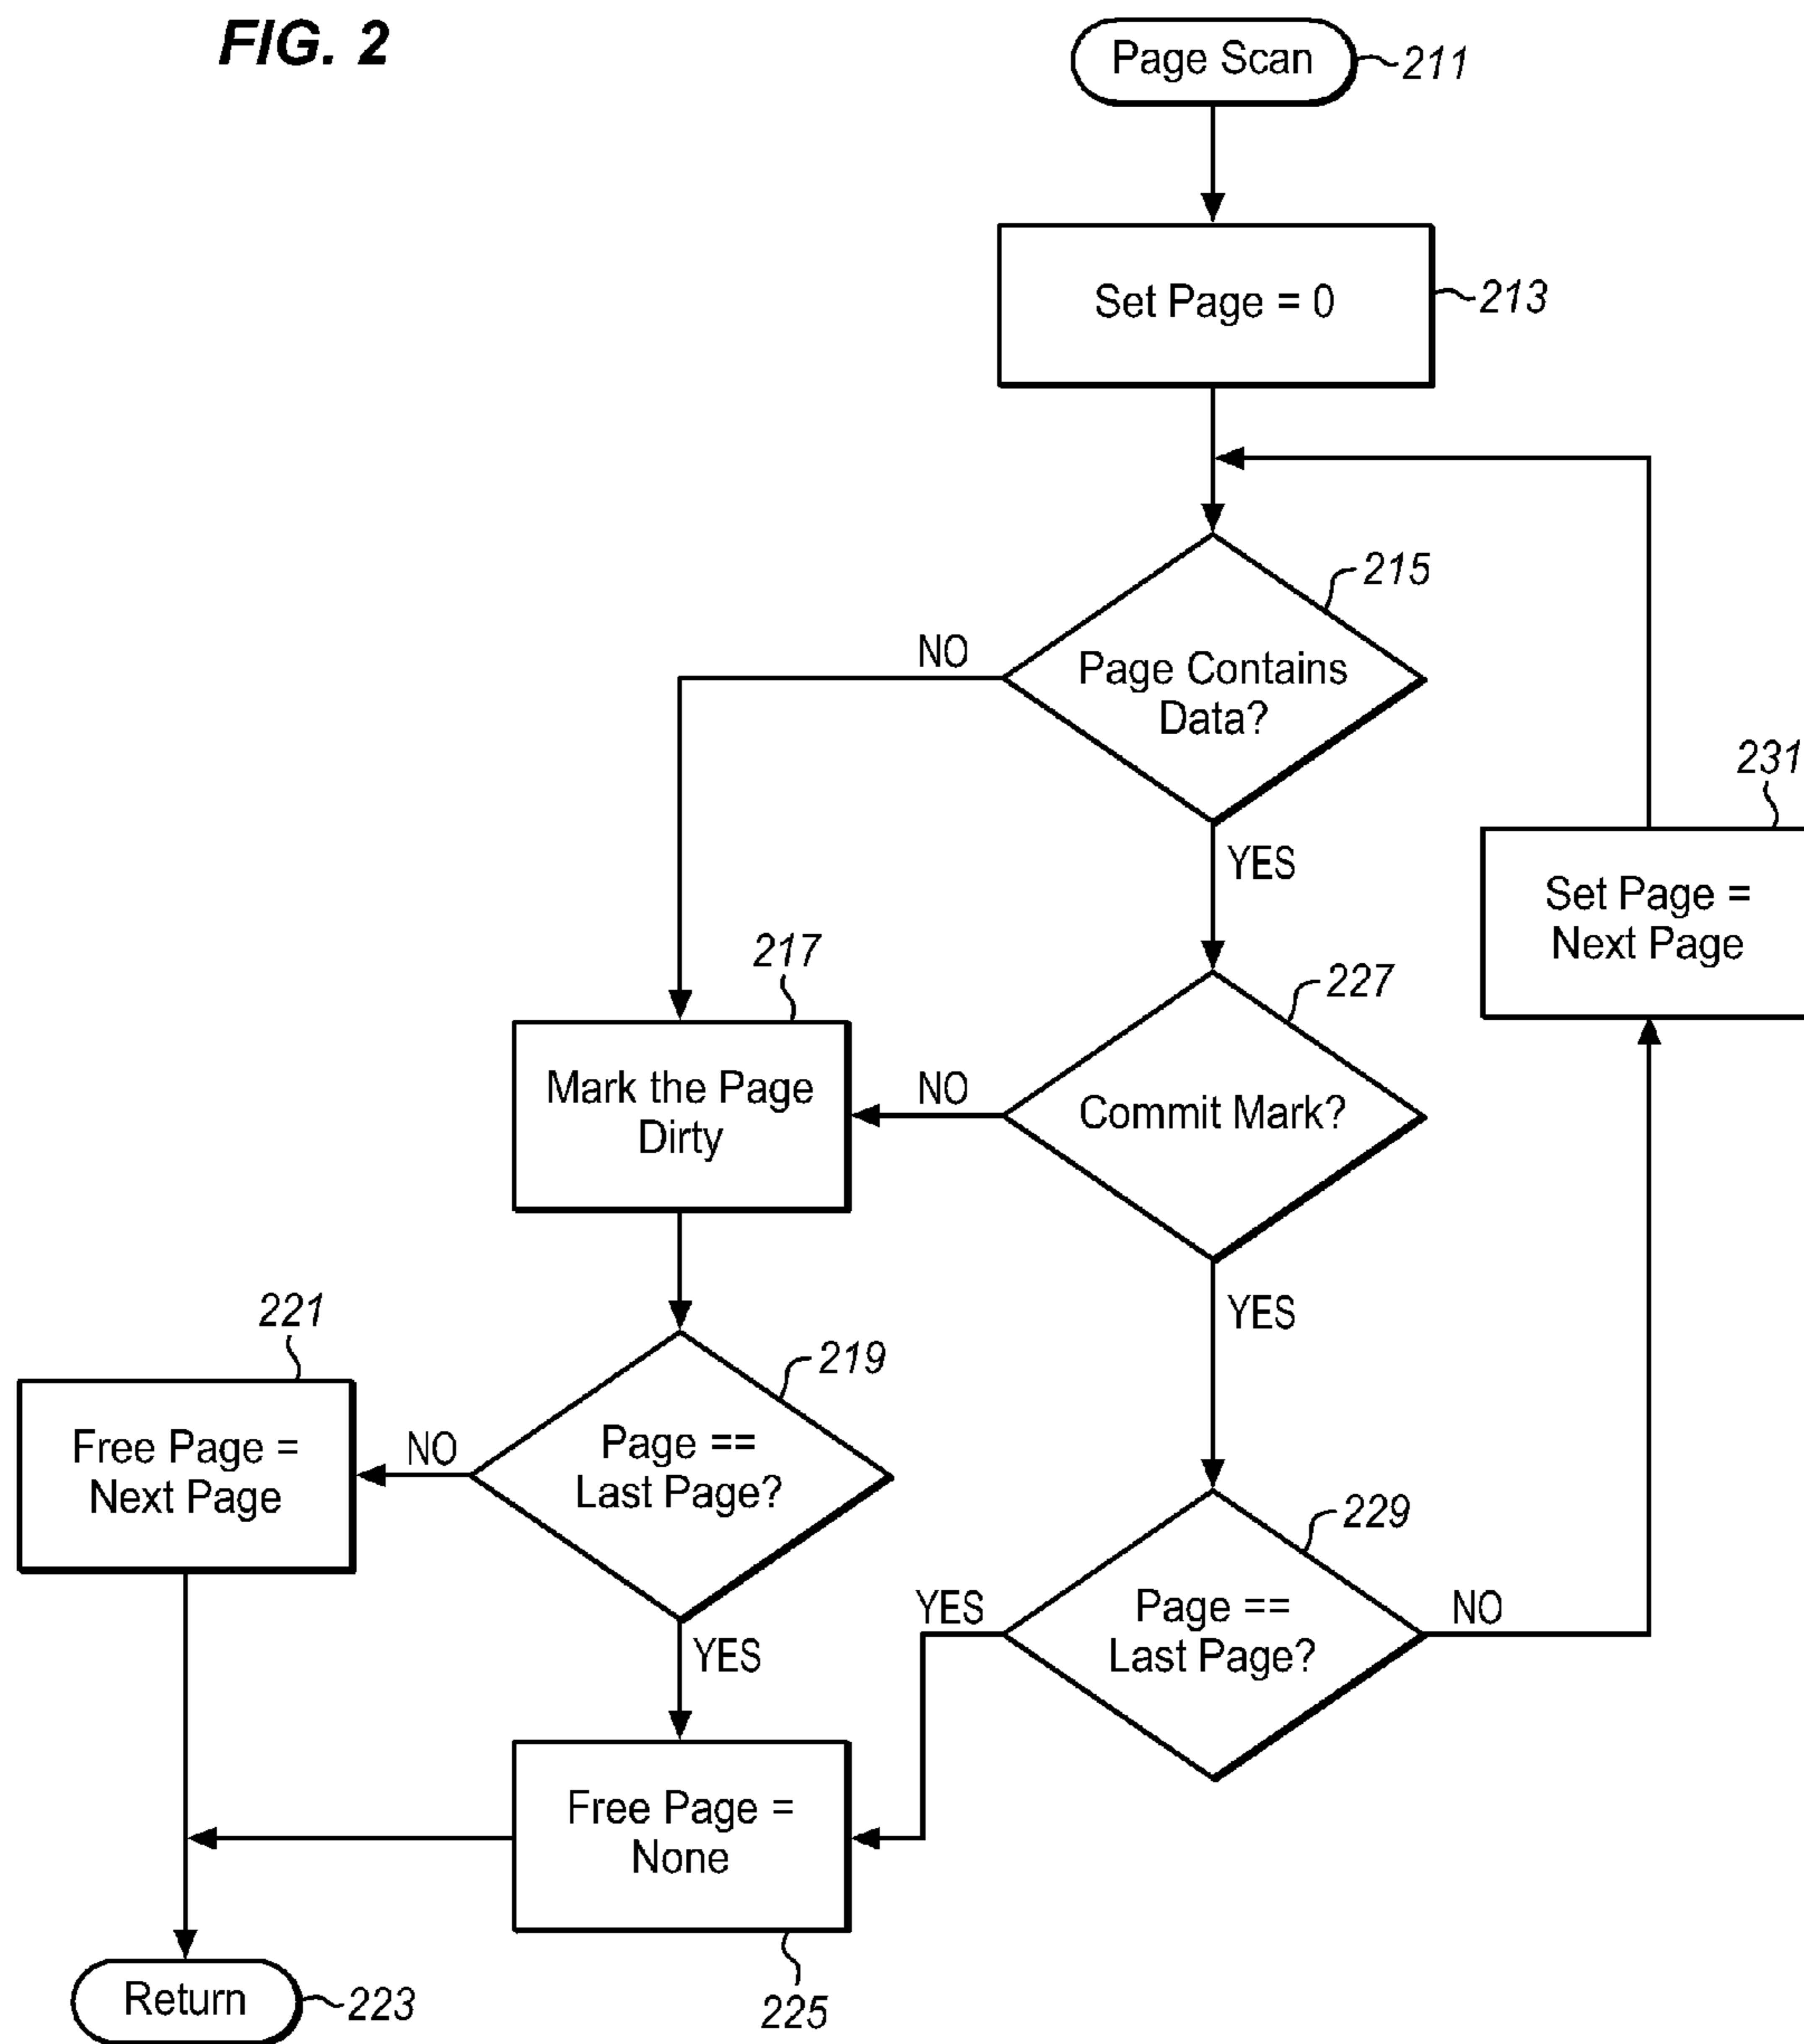 FIG. 2
Page Scan
211
Set Page = 0
213
215
NO
Page Contains
Data?
231
YES
Set Page =
Next Page
217
227
Mark the Page
Dirty
NO
Commit Mark?
221
YES
219
Free Page =
Next Page
NO
Page ==
Last Page?
229
YES
YES
Page ==
Last Page?
NO
Free Page =
None
Return
223
225